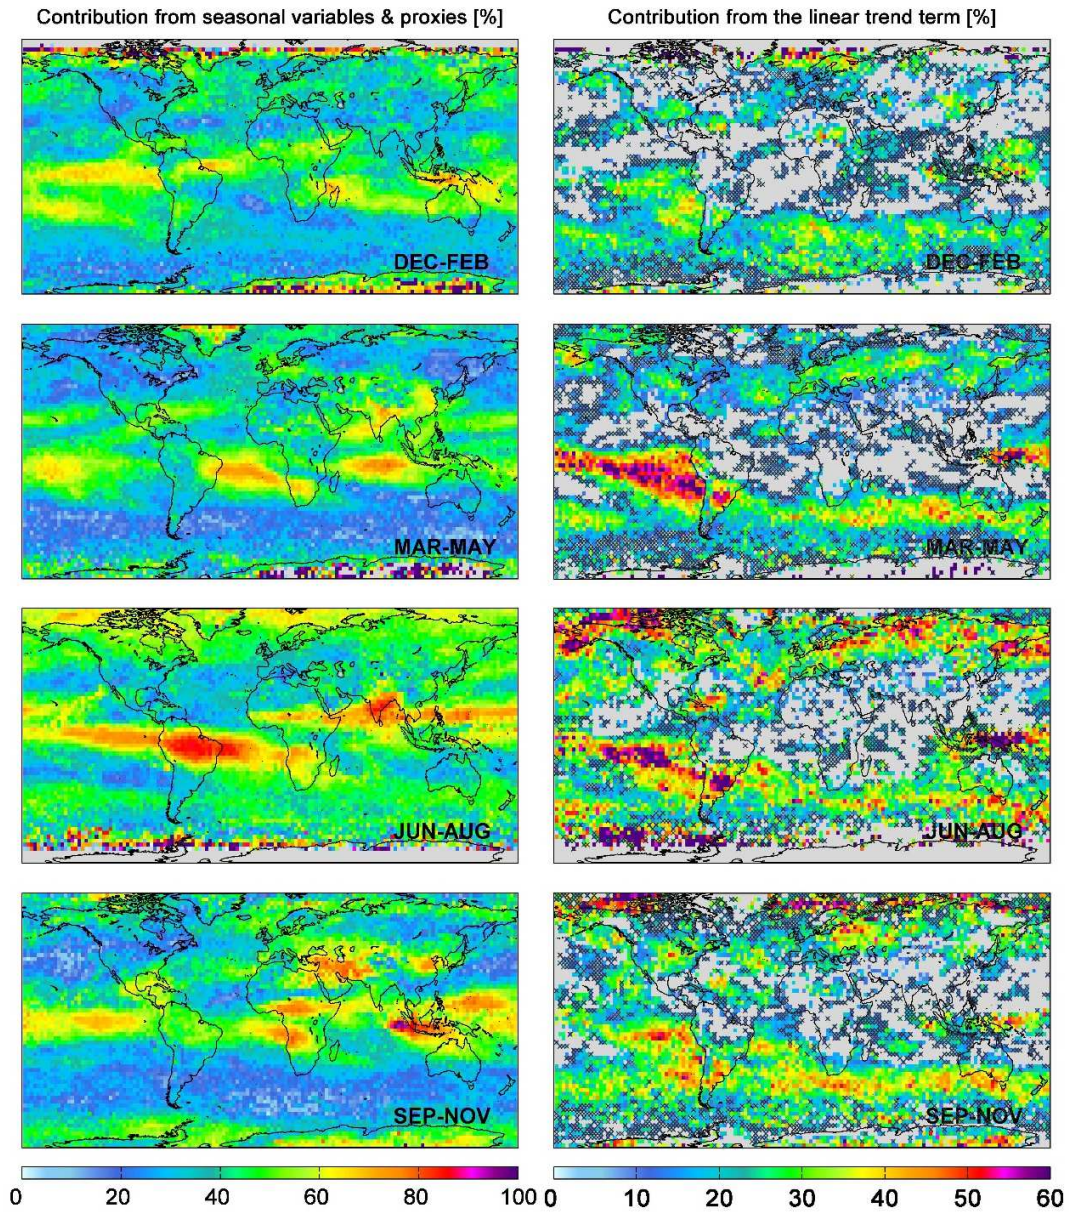 Contribution from seasonal variables & proxies [%] Contribution from the linear trend term [%]
DEC-FEB DEC-FEB
MAR-MAY MAR-MAY
JUN-AUG JUN-AUG
SEP-NOV SEP-NOV
0 20 40 60 80 100 0 10 20 30 40 50 60